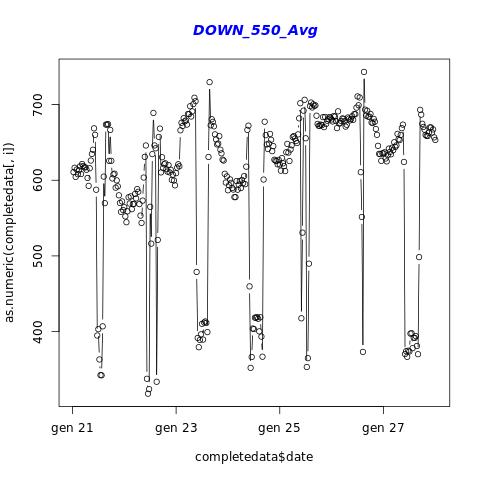 DOWN_550_Avg
as.numeric(completedata[, i])
700
600
500
400
gen 21
gen 23
gen 25
gen 27
completedata$date